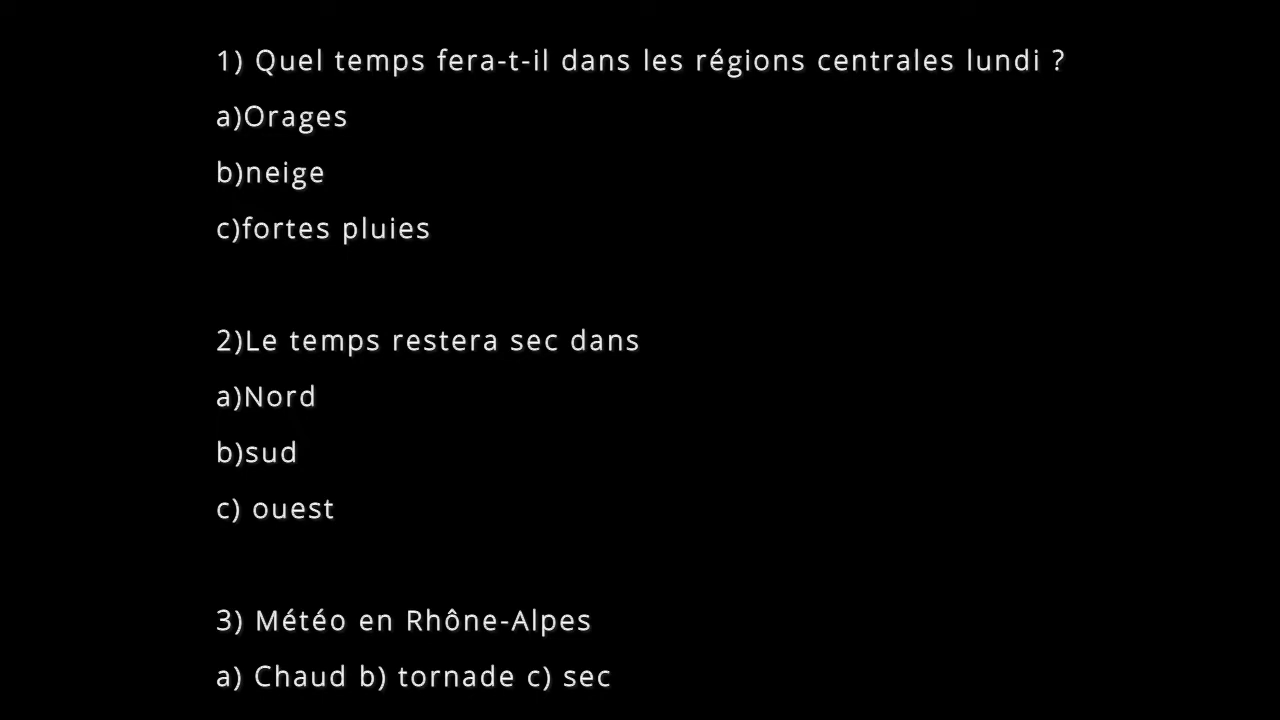 1) Quel temps fera-t-il dans les régions centrales lundi ?
a)Orages
b)neige
c)fortes pluies
2)Le temps restera sec dans
a)Nord
b)sud
c) ouest
3) Météo en Rhône-Alpes
a) Chaud b) tornade c) sec